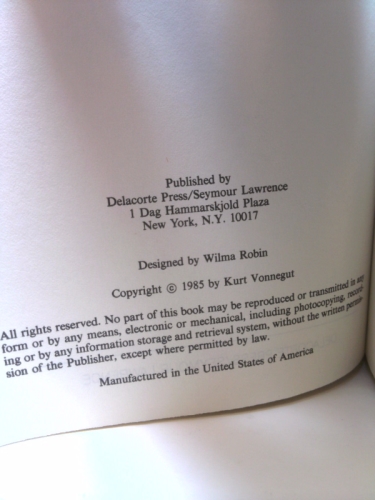 Published by
Delacorte Press/Seymour Lawrence
1 Dag Hammarskjold Plaza
New York, N.Y. 10017
Designed by Wilma Robin
Copyright © 1985 by Kurt Vonnegut
All rights reserved. No part of this book may be reproduced or transmitted in any
form or by any means, electronic or mechanical, including photocopying, record-
ing or by any information storage and retrieval system, without the written permis-
sion of the Publisher, except where permitted by law.
Manufactured in the United States of America